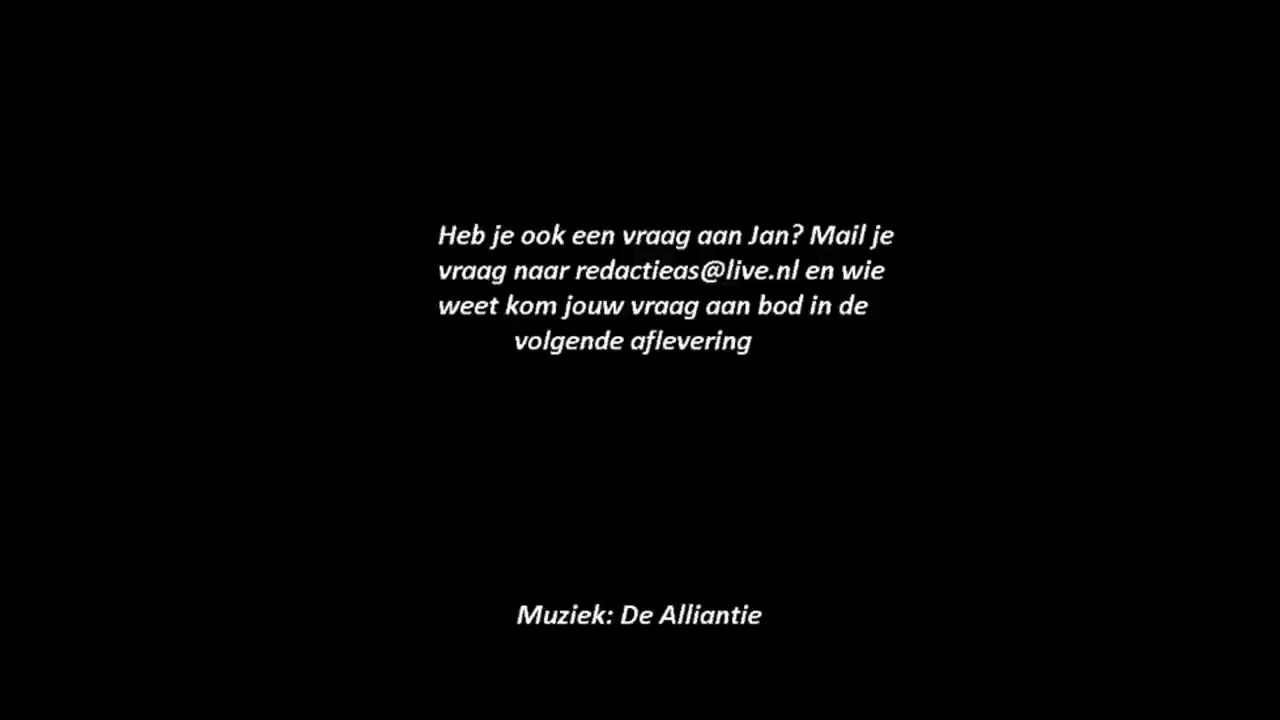 Heb je ook een vraag aan Jan? Mail je
vraag naar redactieas@live.nl en wie
weet kom jouw vraag aan bod in de
volgende aflevering
Muziek: De Alliantie